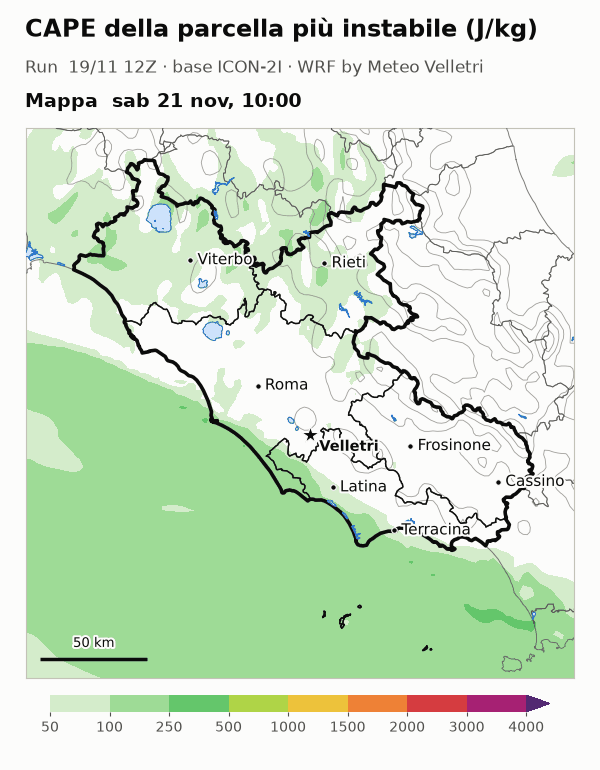 CAPE della parcella più instabile (J/kg)
Run  19/11 12Z · base ICON-2I · WRF by Meteo Velletri
Mappa  sab 21 nov, 10:00
Viterbo
Rieti
Roma
Velletri
Frosinone
Cassino
Latina
Terracina
50 km
50 100 250 500 1000 1500 2000 3000 4000